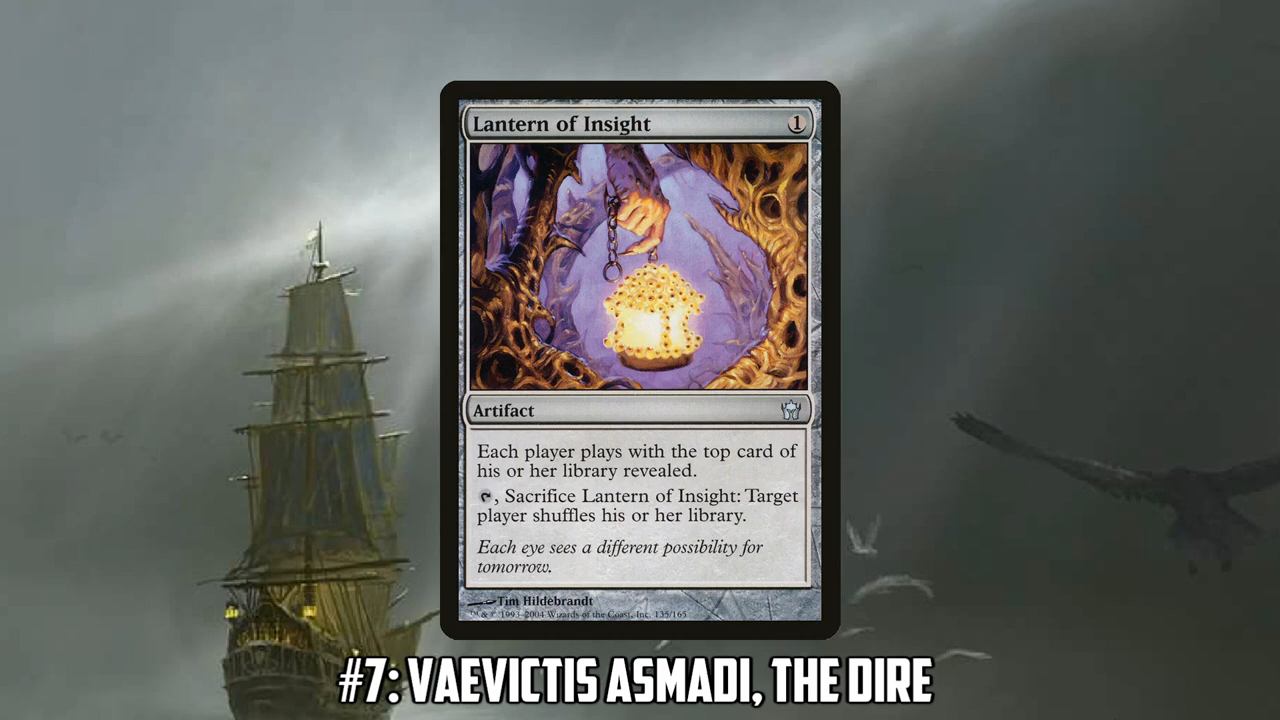 Lantern of Insight 1
Artifact
Each player plays with the top card of
his or her library revealed.
, Sacrifice Lantern of Insight: Target
player shuffles his or her library.
Each eye sees a different possibility for
tomorrow.
Tim Hildebrandt
™ & © 1993–2004 Wizards of the Coast, Inc. 135/165
#7: VAEVICTIS ASMADI, THE DIRE